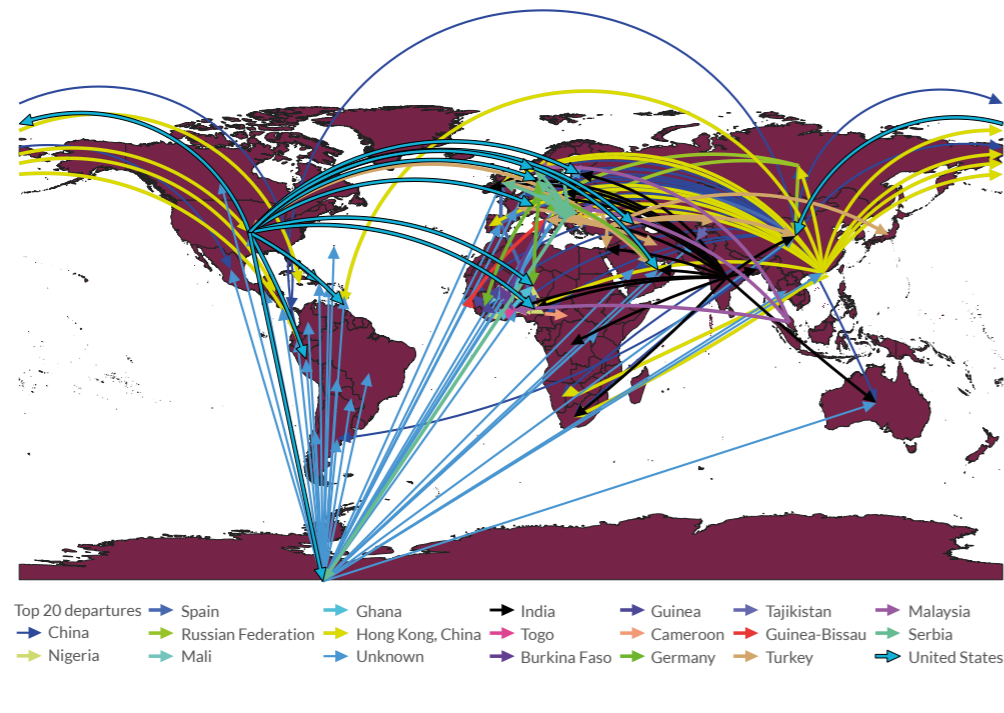 Top 20 departures Spain Ghana India Guinea Tajikistan Malaysia
China Russian Federation Hong Kong, China Togo Cameroon Guinea-Bissau Serbia
Nigeria Mali Unknown Burkina Faso Germany Turkey United States